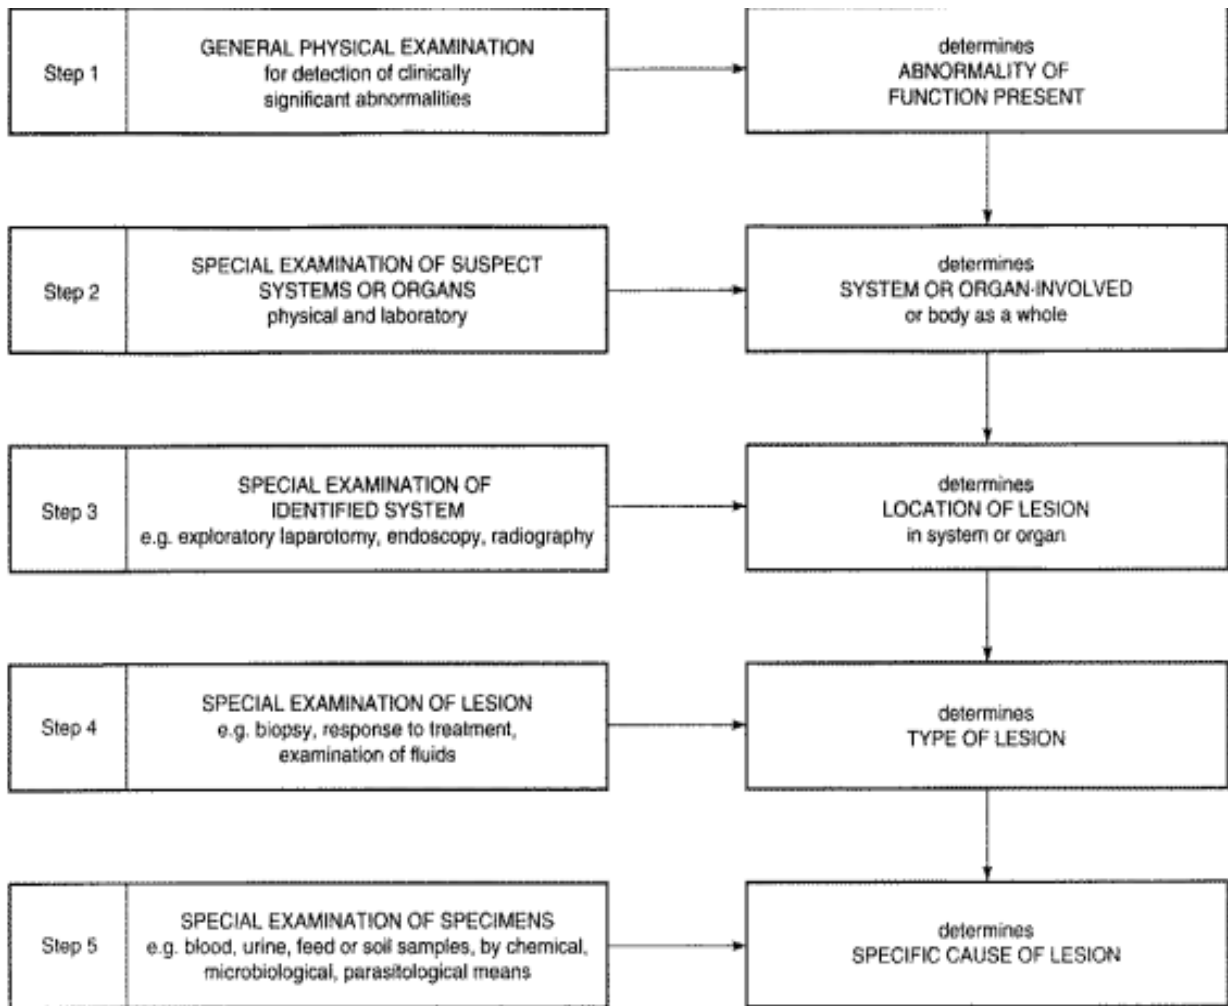 Step 1
GENERAL PHYSICAL EXAMINATION
for detection of clinically
significant abnormalities
determines
ABNORMALITY OF
FUNCTION PRESENT
Step 2
SPECIAL EXAMINATION OF SUSPECT
SYSTEMS OR ORGANS
physical and laboratory
determines
SYSTEM OR ORGAN·INVOLVED
or body as a whole
Step 3
SPECIAL EXAMINATION OF
IDENTIFIED SYSTEM
e.g. exploratory laparotomy, endoscopy, radiography
determines
LOCATION OF LESION
in system or organ
Step 4
SPECIAL EXAMINATION OF LESION
e.g. biopsy, response to treatment,
examination of fluids
determines
TYPE OF LESION
Step 5
SPECIAL EXAMINATION OF SPECIMENS
e.g. blood, urine, feed or soil samples, by chemical,
microbiological, parasitological means
determines
SPECIFIC CAUSE OF LESION